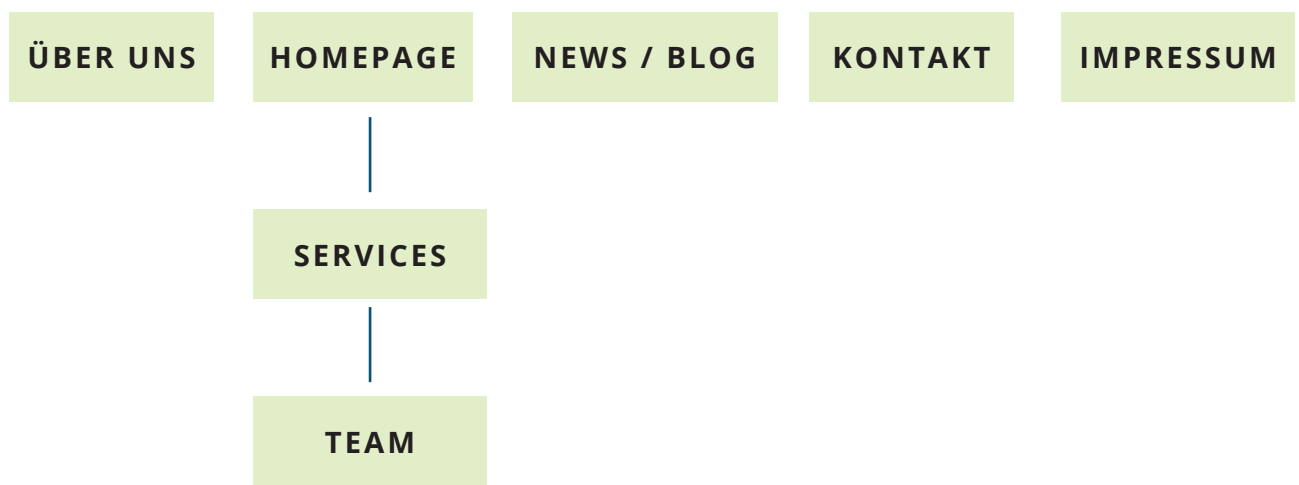 ÜBER UNS
HOMEPAGE
NEWS / BLOG
KONTAKT
IMPRESSUM
SERVICES
TEAM